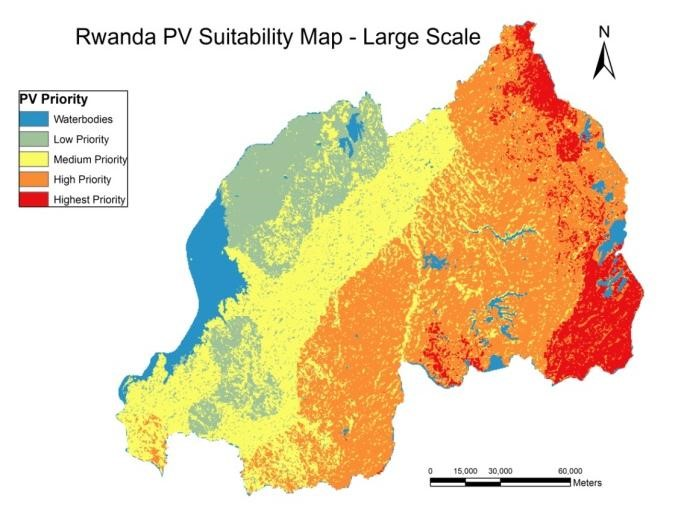 Rwanda PV Suitability Map - Large Scale
N
PV Priority
Waterbodies
Low Priority
Medium Priority
High Priority
Highest Priority
0 15,000 30,000 60,000
Meters